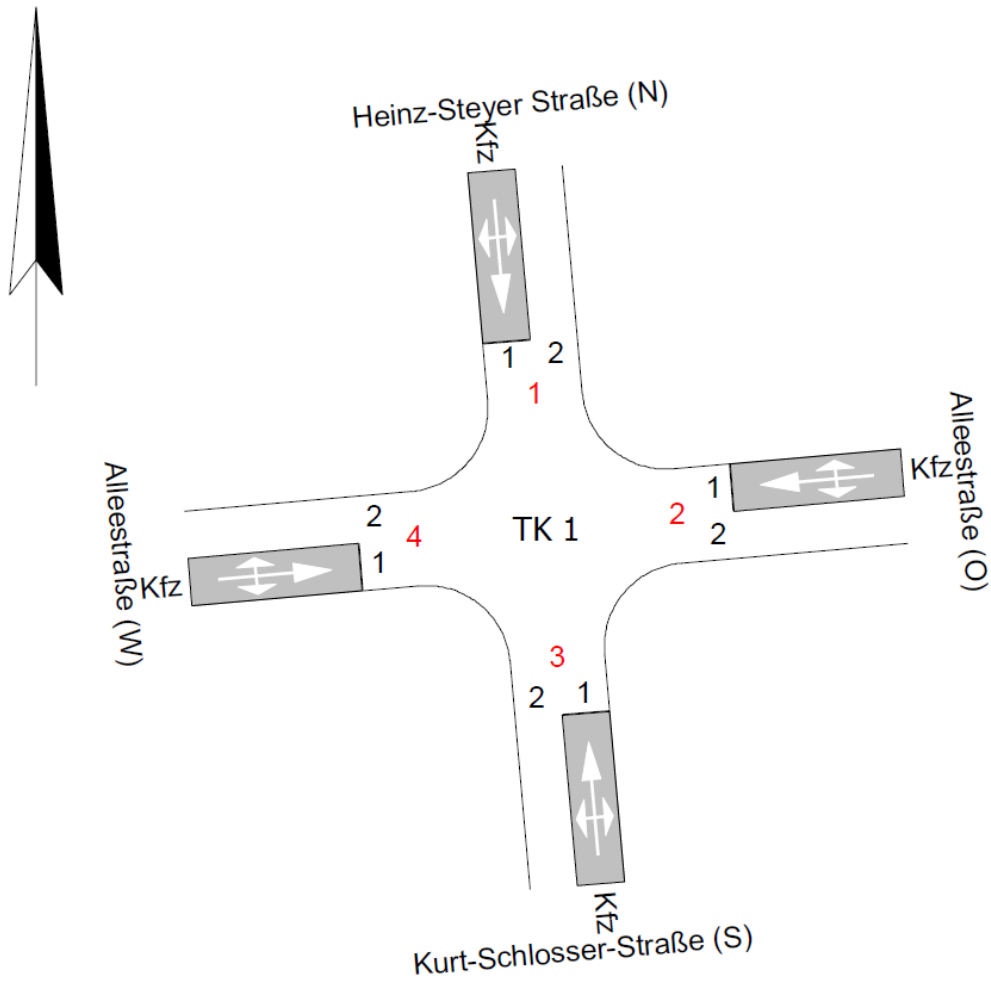 Heinz-Steyer Straße (N)
Kfz
1 2
1
Alleestraße (O)
Kfz
1
2
2
TK 1
Alleestraße (W)
Kfz
2
1
4
3
2 1
Kfz
Kurt-Schlosser-Straße (S)